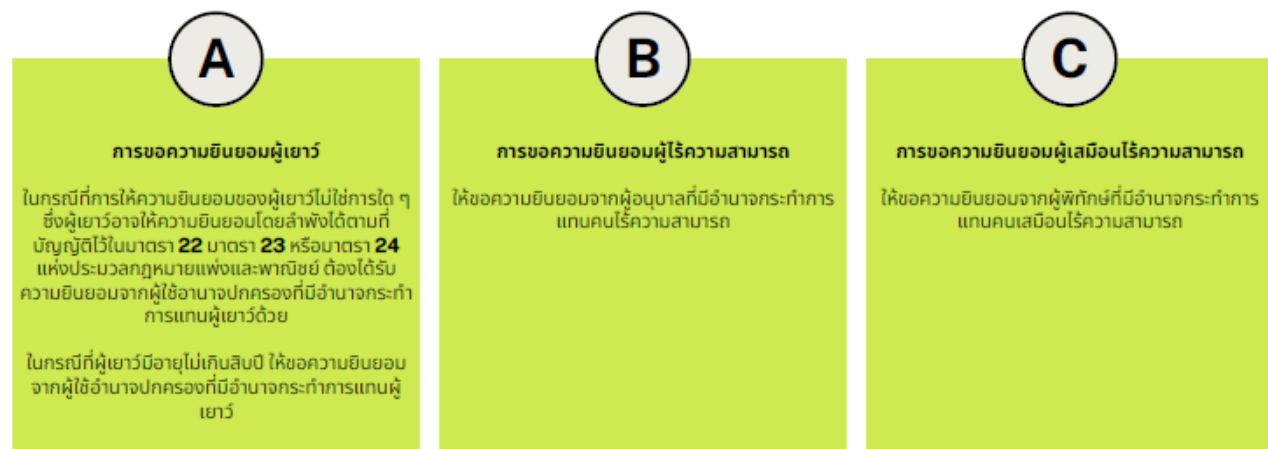 A
การขอความยินยอมผู้เยาว์
ในกรณีที่การให้ความยินยอมของผู้เยาว์ไม่ใช่การใด ๆ
ซึ่งผู้เยาว์อาจให้ความยินยอมโดยลำพังได้ตามที่
บัญญัติไว้ในมาตรา 22 มาตรา 23 หรือมาตรา 24
แห่งประมวลกฎหมายแพ่งและพาณิชย์ ต้องได้รับ
ความยินยอมจากผู้ใช้อานาจปกครองที่มีอำนาจกระทำ
การแทนผู้เยาว์ด้วย
ในกรณีที่ผู้เยาว์มีอายุไม่เกินสิบปี ให้ขอความยินยอม
จากผู้ใช้อำนาจปกครองที่มีอำนาจกระทำการแทนผู้
เยาว์
B
การขอความยินยอมผู้ไร้ความสามารถ
ให้ขอความยินยอมจากผู้อนุบาลที่มีอำนาจกระทำการ
แทนคนไร้ความสามารถ
C
การขอความยินยอมผู้เสมือนไร้ความสามารถ
ให้ขอความยินยอมจากผู้พิทักษ์ที่มีอำนาจกระทำการ
แทนคนเสมือนไร้ความสามารถ